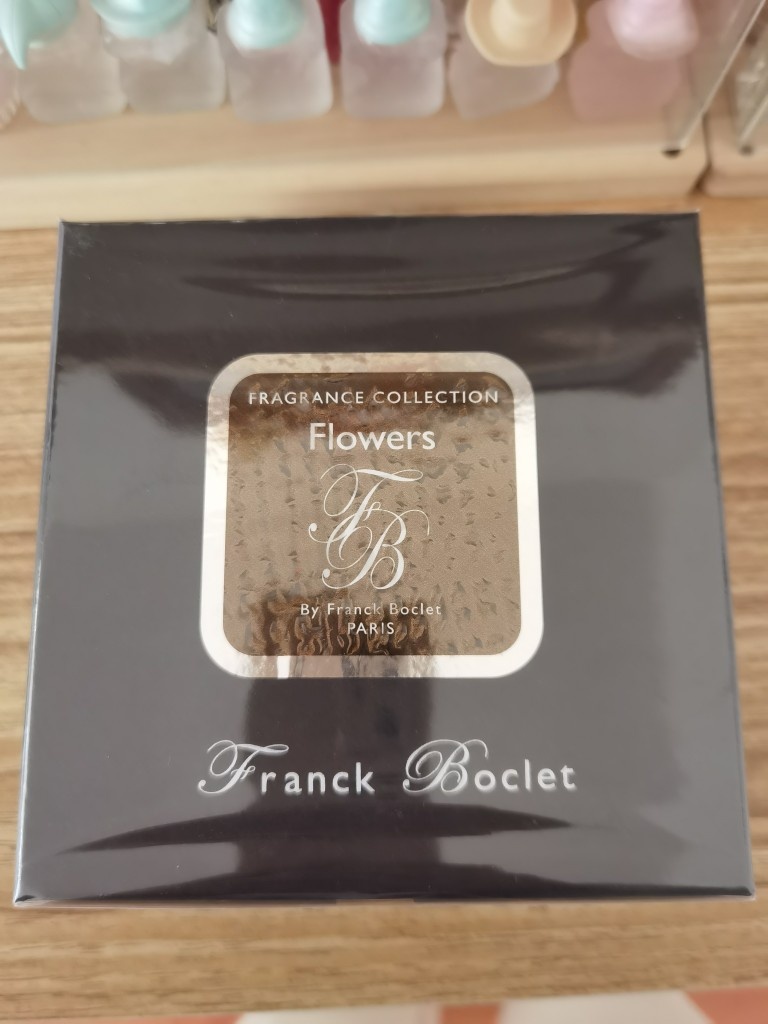 FRAGRANCE COLLECTION
Flowers
FB
By Franck Boclet
PARIS
Franck Boclet